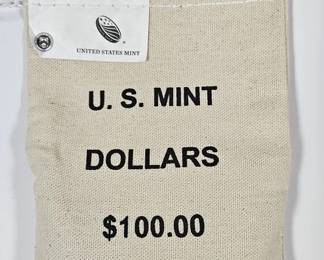 UNITED STATES MINT
U. S. MINT
DOLLARS
$100.00